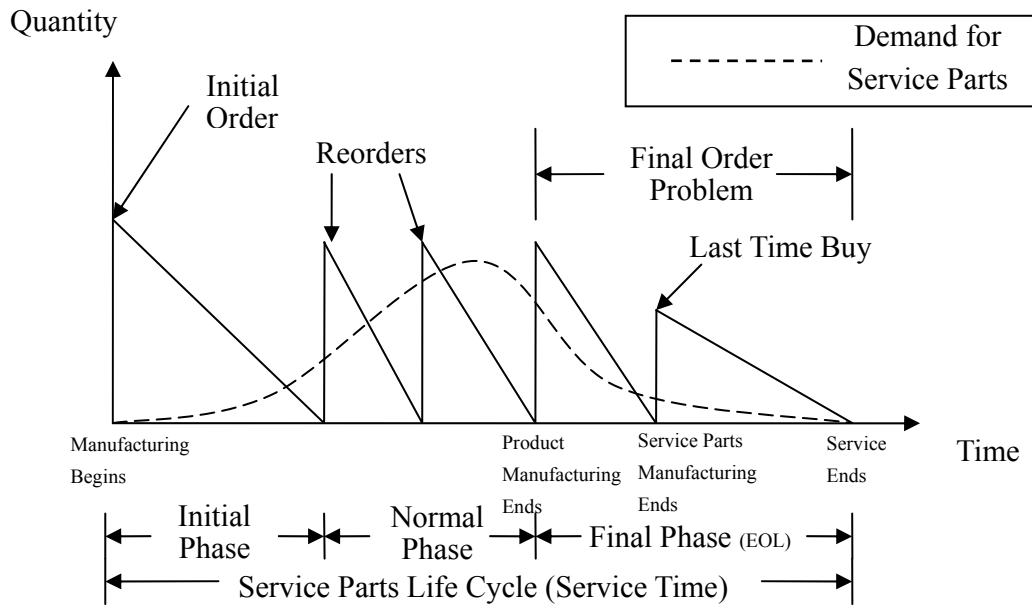 Quantity
Demand for
Service Parts
Initial
Order
Reorders
Final Order
Problem
Last Time Buy
Manufacturing
Begins
Product
Manufacturing
Ends
Service Parts
Manufacturing
Ends
Service
Ends
Time
Initial
Phase
Normal
Phase
Final Phase (EOL)
Service Parts Life Cycle (Service Time)